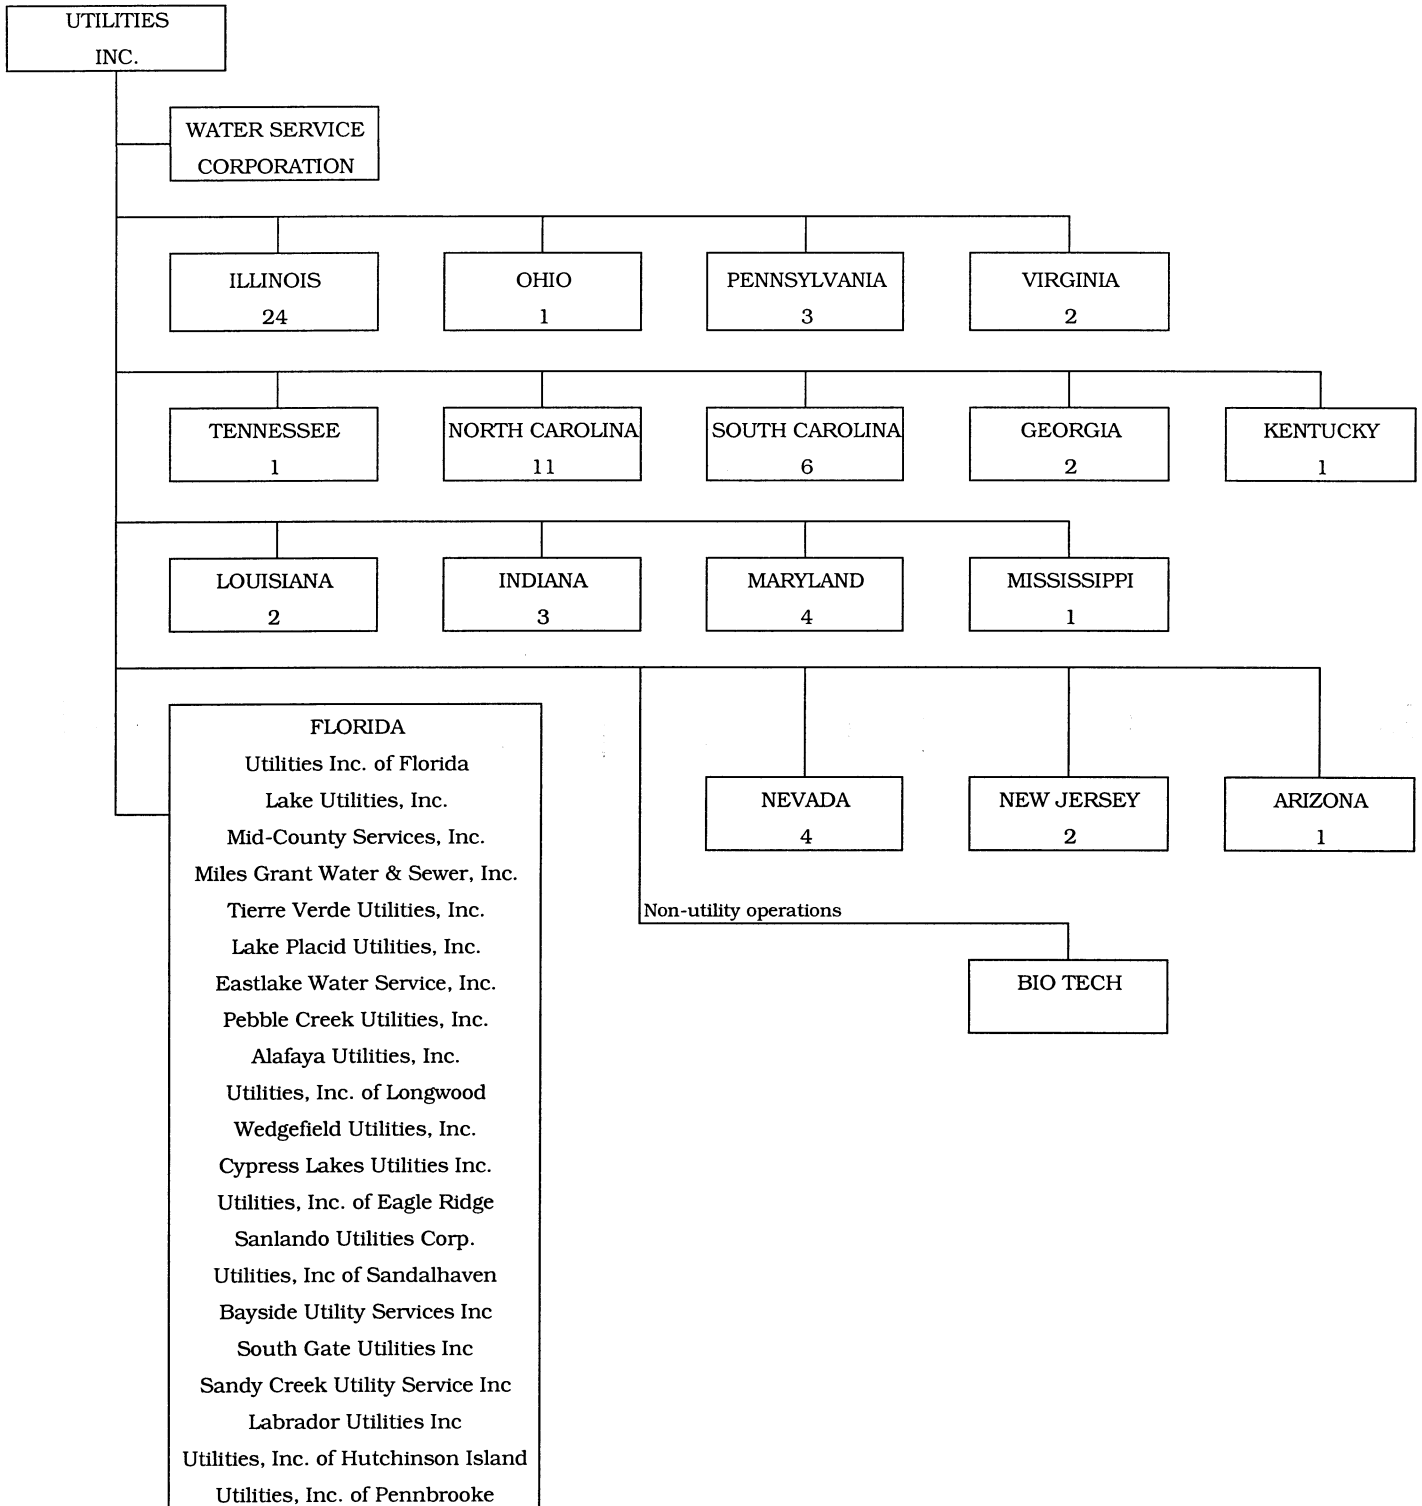 UTILITIES
INC.
WATER SERVICE
CORPORATION
ILLINOIS
24
OHIO
1
PENNSYLVANIA
3
VIRGINIA
2
TENNESSEE
1
NORTH CAROLINA
11
SOUTH CAROLINA
6
GEORGIA
2
KENTUCKY
1
LOUISIANA
2
INDIANA
3
MARYLAND
4
MISSISSIPPI
1
FLORIDA
Utilities Inc. of Florida
Lake Utilities, Inc.
Mid-County Services, Inc.
Miles Grant Water & Sewer, Inc.
Tierre Verde Utilities, Inc.
Lake Placid Utilities, Inc.
Eastlake Water Service, Inc.
Pebble Creek Utilities, Inc.
Alafaya Utilities, Inc.
Utilities, Inc. of Longwood
Wedgefield Utilities, Inc.
Cypress Lakes Utilities Inc.
Utilities, Inc. of Eagle Ridge
Sanlando Utilities Corp.
Utilities, Inc of Sandalhaven
Bayside Utility Services Inc
South Gate Utilities Inc
Sandy Creek Utility Service Inc
Labrador Utilities Inc
Utilities, Inc. of Hutchinson Island
Utilities, Inc. of Pennbrooke
NEVADA
4
NEW JERSEY
2
ARIZONA
1
Non-utility operations
BIO TECH